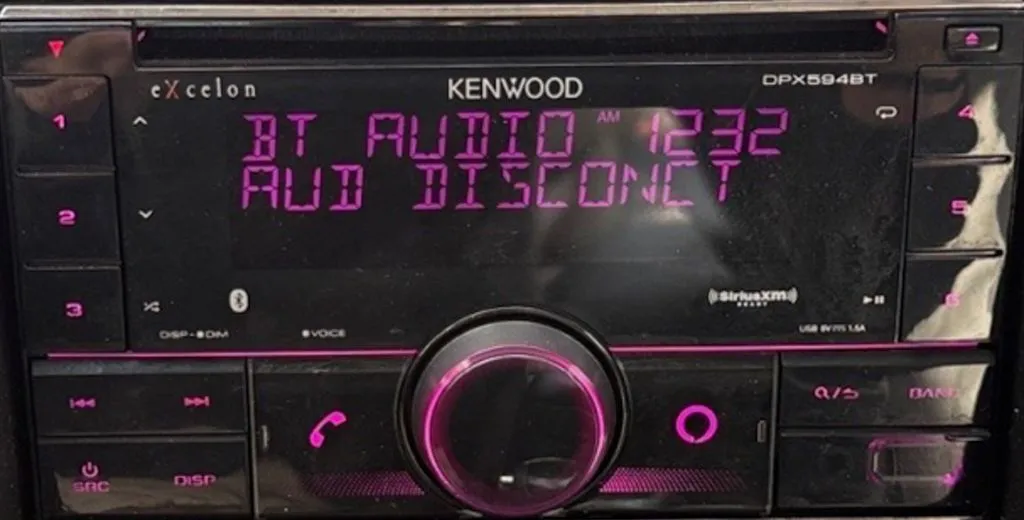 eXcelon
KENWOOD
DPX594BT
1
4
BT AUDIO AM 1232
AUD DISCONCT
2
5
3
6
((SiriusXM))
READY
DISP-DIM
VOICE
USB 5V⎓1.5A
BAND
SRC
DISP